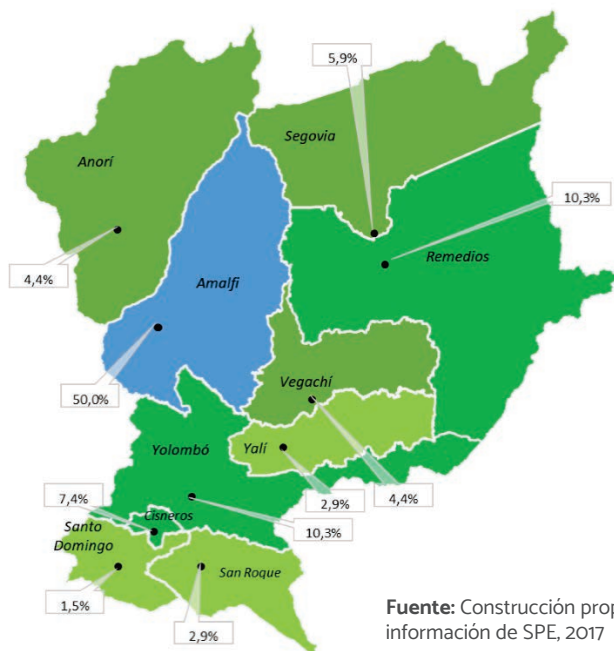 5,9%
Segovia
Anorí
10,3%
Remedios
4,4%
Amalfi
50,0%
Vegachí
Yolombó
Yalí
7,4%
2,9%
4,4%
Cisneros
Santo
Domingo
10,3%
San Roque
1,5%
2,9%
Fuente: Construcción prop
información de SPE, 2017